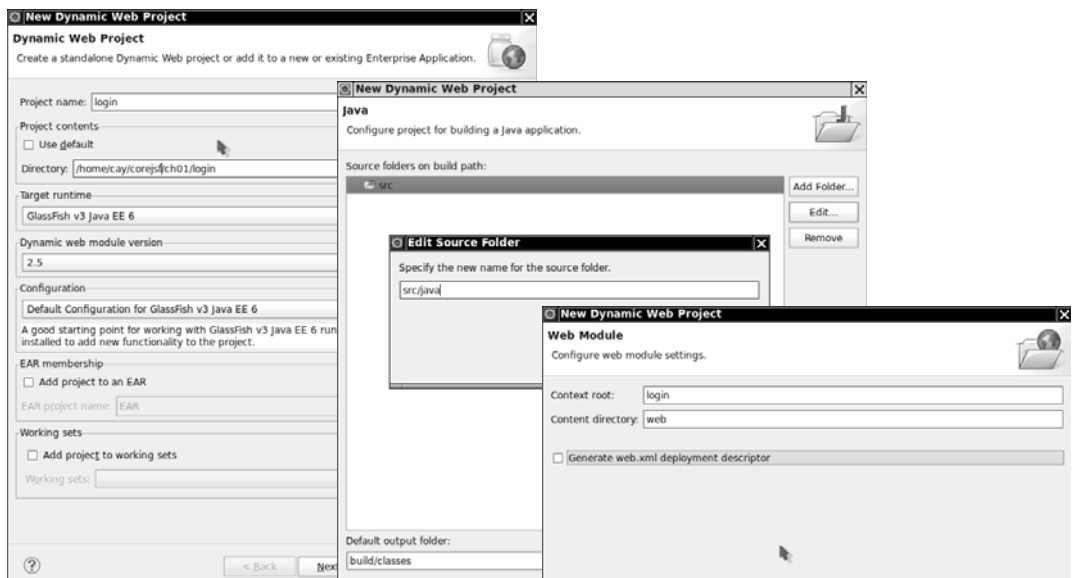 New Dynamic Web Project
Dynamic Web Project
Create a standalone Dynamic Web project or add it to a new or existing Enterprise Application.
Project name: login
Project contents
Use default
Directory: /home/cay/corejsf/ch01/login
Target runtime
GlassFish v3 Java EE 6
Dynamic web module version
2.5
Configuration
Default Configuration for GlassFish v3 Java EE 6
A good starting point for working with GlassFish v3 Java EE 6 run
installed to add new functionality to the project.
EAR membership
Add project to an EAR
EAR project name: EAR
Working sets
Add project to working sets
Working sets:
?
< Back
Next
New Dynamic Web Project
Java
Configure project for building a Java application.
Source folders on build path:
src
Add Folder...
Edit...
Remove
Edit Source Folder
Specify the new name for the source folder.
src/java
Default output folder:
build/classes
New Dynamic Web Project
Web Module
Configure web module settings.
Context root: login
Content directory: web
Generate web.xml deployment descriptor